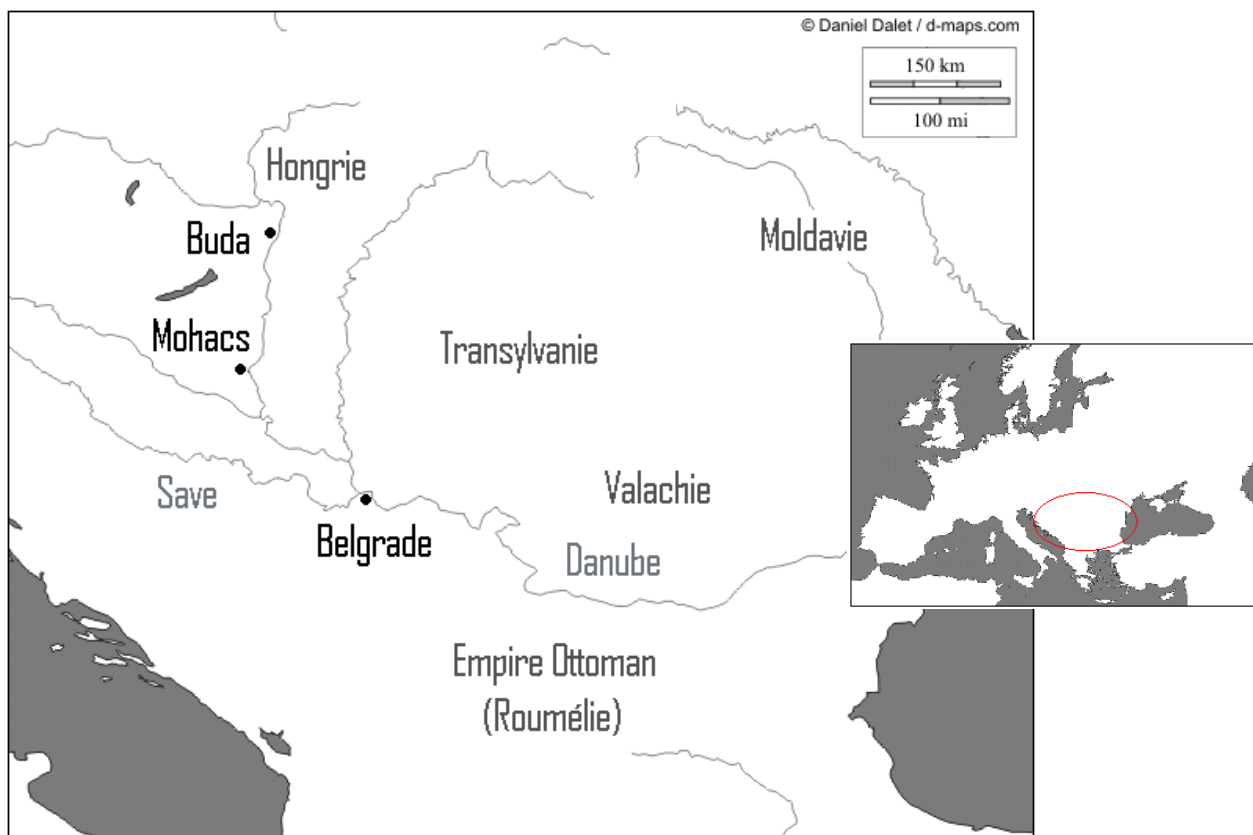 © Daniel Dalet / d-maps.com
150 km
100 mi
Hongrie
Buda
Moldavie
Mohacs
Transylvanie
Save
Valachie
Belgrade
Danube
Empire Ottoman
(Roumélie)